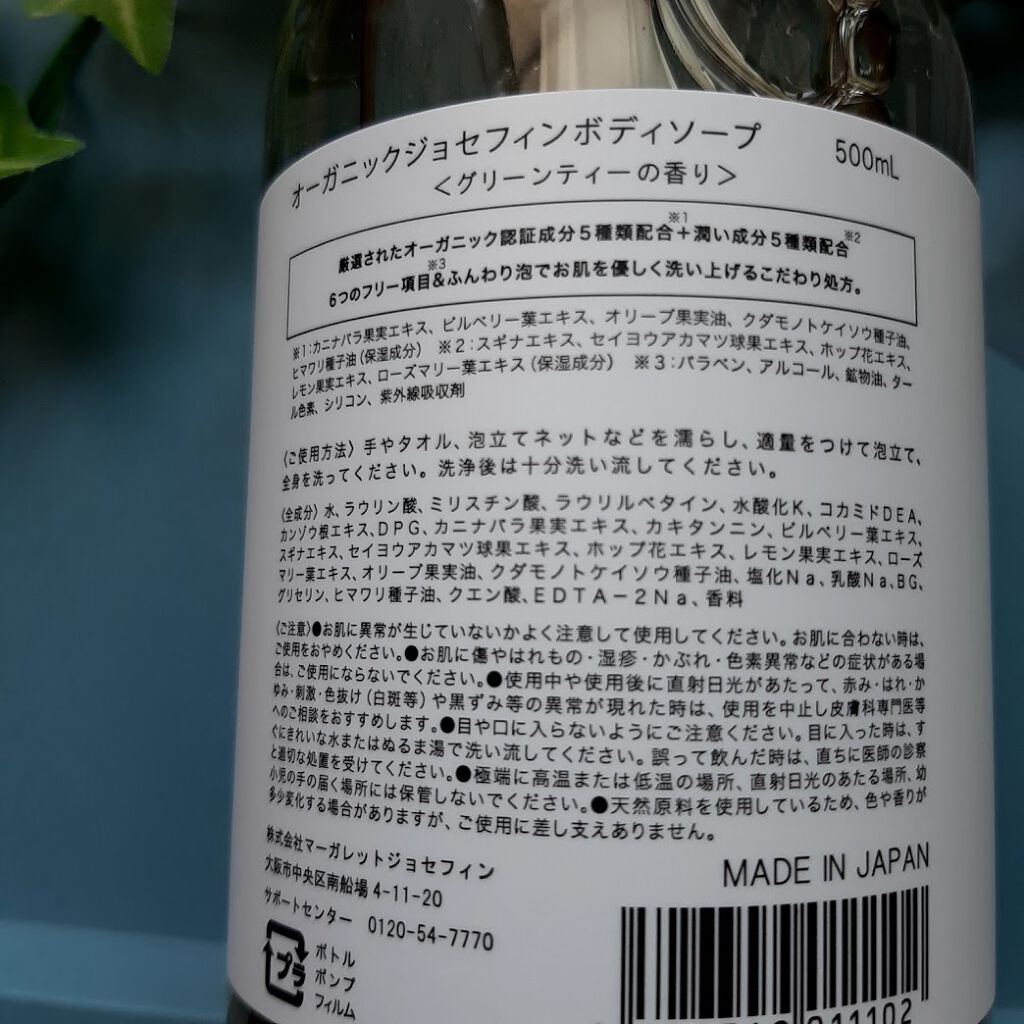 オーガニックジョセフィンボディソープ 500mL
＜グリーンティーの香り＞
厳選されたオーガニック認証成分5種類配合※1＋潤い成分5種類配合※2
6つのフリー項目※3＆ふんわり泡でお肌を優しく洗い上げるこだわり処方。
※1：カニナバラ果実エキス、ビルベリー葉エキス、オリーブ果実油、クダモノトケイソウ種子油、
ヒマワリ種子油（保湿成分） ※2：スギナエキス、セイヨウアカマツ球果エキス、ホップ花エキス、
レモン果実エキス、ローズマリー葉エキス（保湿成分） ※3：パラベン、アルコール、鉱物油、ター
ル色素、シリコン、紫外線吸収剤
〈ご使用方法〉手やタオル、泡立てネットなどを濡らし、適量をつけて泡立て、
全身を洗ってください。洗浄後は十分洗い流してください。
〈全成分〉水、ラウリン酸、ミリスチン酸、ラウリルベタイン、水酸化K、コカミドDEA、
カンゾウ根エキス、DPG、カニナバラ果実エキス、カキタンニン、ビルベリー葉エキス、
スギナエキス、セイヨウアカマツ球果エキス、ホップ花エキス、レモン果実エキス、ローズ
マリー葉エキス、オリーブ果実油、クダモノトケイソウ種子油、塩化Na、乳酸Na、BG、
グリセリン、ヒマワリ種子油、クエン酸、EDTA－2Na、香料
〈ご注意〉●お肌に異常が生じていないかよく注意して使用してください。お肌に合わない時は、
ご使用をおやめください。●お肌に傷やはれもの・湿疹・かぶれ・色素異常などの症状がある場
合は、ご使用にならないでください。●使用中や使用後に直射日光があたって、赤み・はれ・か
ゆみ・刺激・色抜け（白斑等）や黒ずみ等の異常が現れた時は、使用を中止し皮膚科専門医等
へのご相談をおすすめします。●目や口に入らないようにご注意ください。目に入った時は、す
ぐにきれいな水またはぬるま湯で洗い流してください。誤って飲んだ時は、直ちに医師の診察
と適切な処置を受けてください。●極端に高温または低温の場所、直射日光のあたる場所、幼
小児の手の届く場所には保管しないでください。●天然原料を使用しているため、色や香りが
多少変化する場合がありますが、ご使用に差し支えありません。
株式会社マーガレットジョセフィン
大阪市中央区南船場 4-11-20
サポートセンター 0120-54-7770
MADE IN JAPAN
プラ
ボトル
ポンプ
フィルム